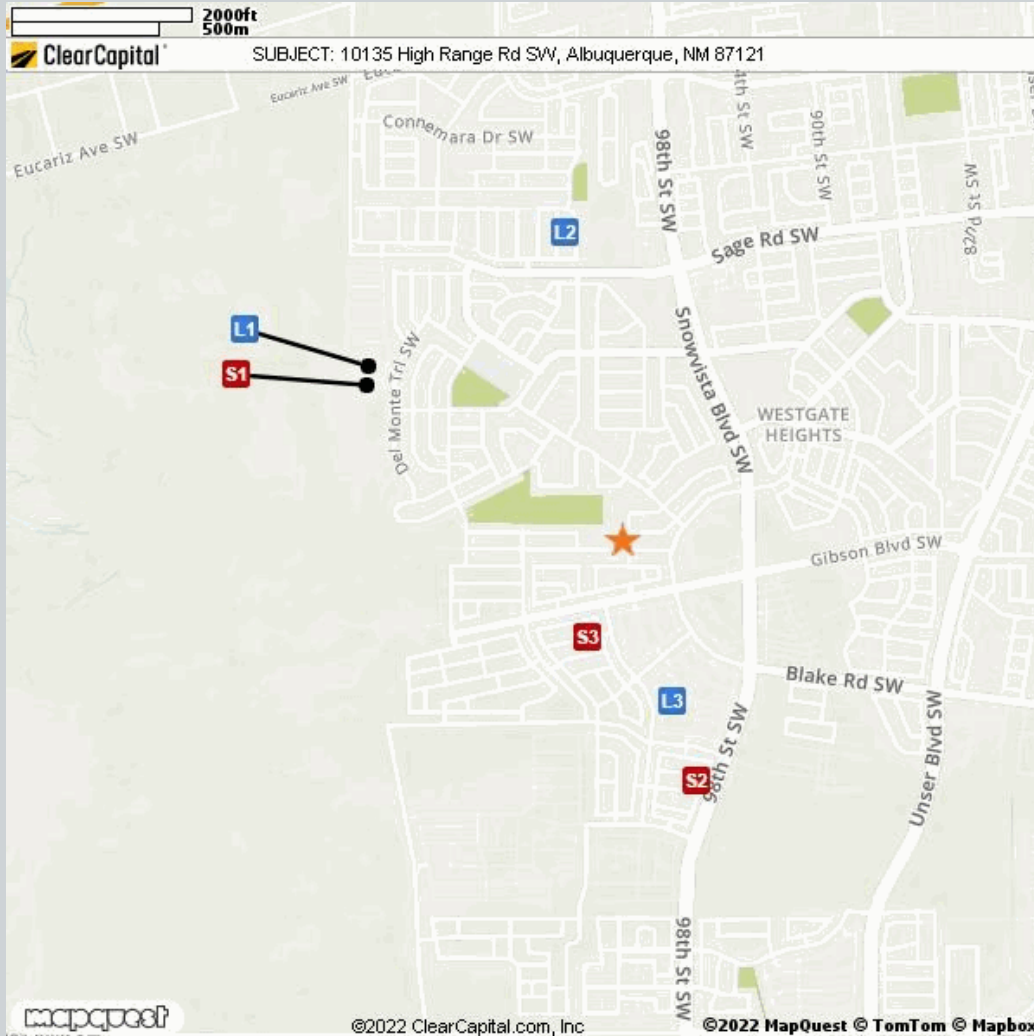 2000ft
500m
ClearCapital
SUBJECT: 10135 High Range Rd SW, Albuquerque, NM 87121
Eucariz Ave SW
Eucariz Ave SW
Connemara Dr SW
98th St SW
90th St SW
82nd St SW
L2
Sage Rd SW
L1
S1
Del Monte Trl SW
Snowvista Blvd SW
WESTGATE
HEIGHTS
Gibson Blvd SW
S3
L3
Blake Rd SW
S2
98th St SW
Unser Blvd SW
98th St SW
mapquest
©2022 ClearCapital.com, Inc
©2022 MapQuest © TomTom © Mapbox